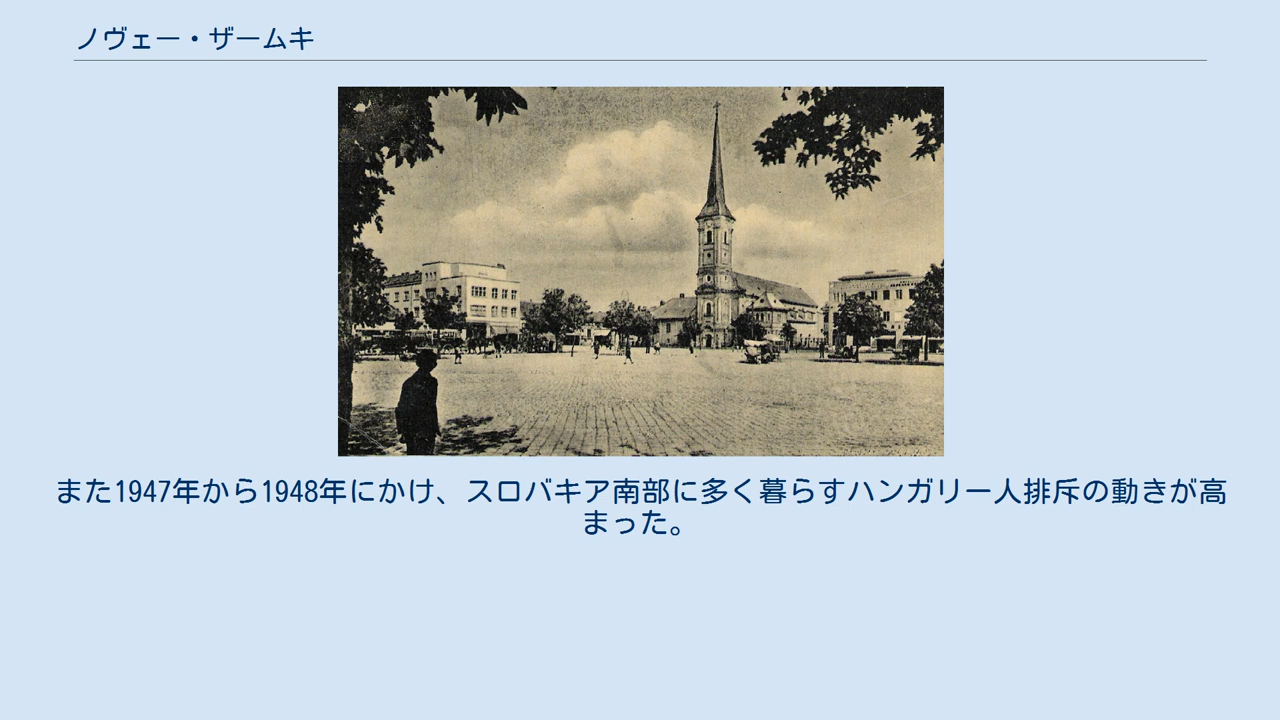 ノヴェー・ザームキ
また1947年から1948年にかけ、スロバキア南部に多く暮らすハンガリー人排斥の動きが高
まった。